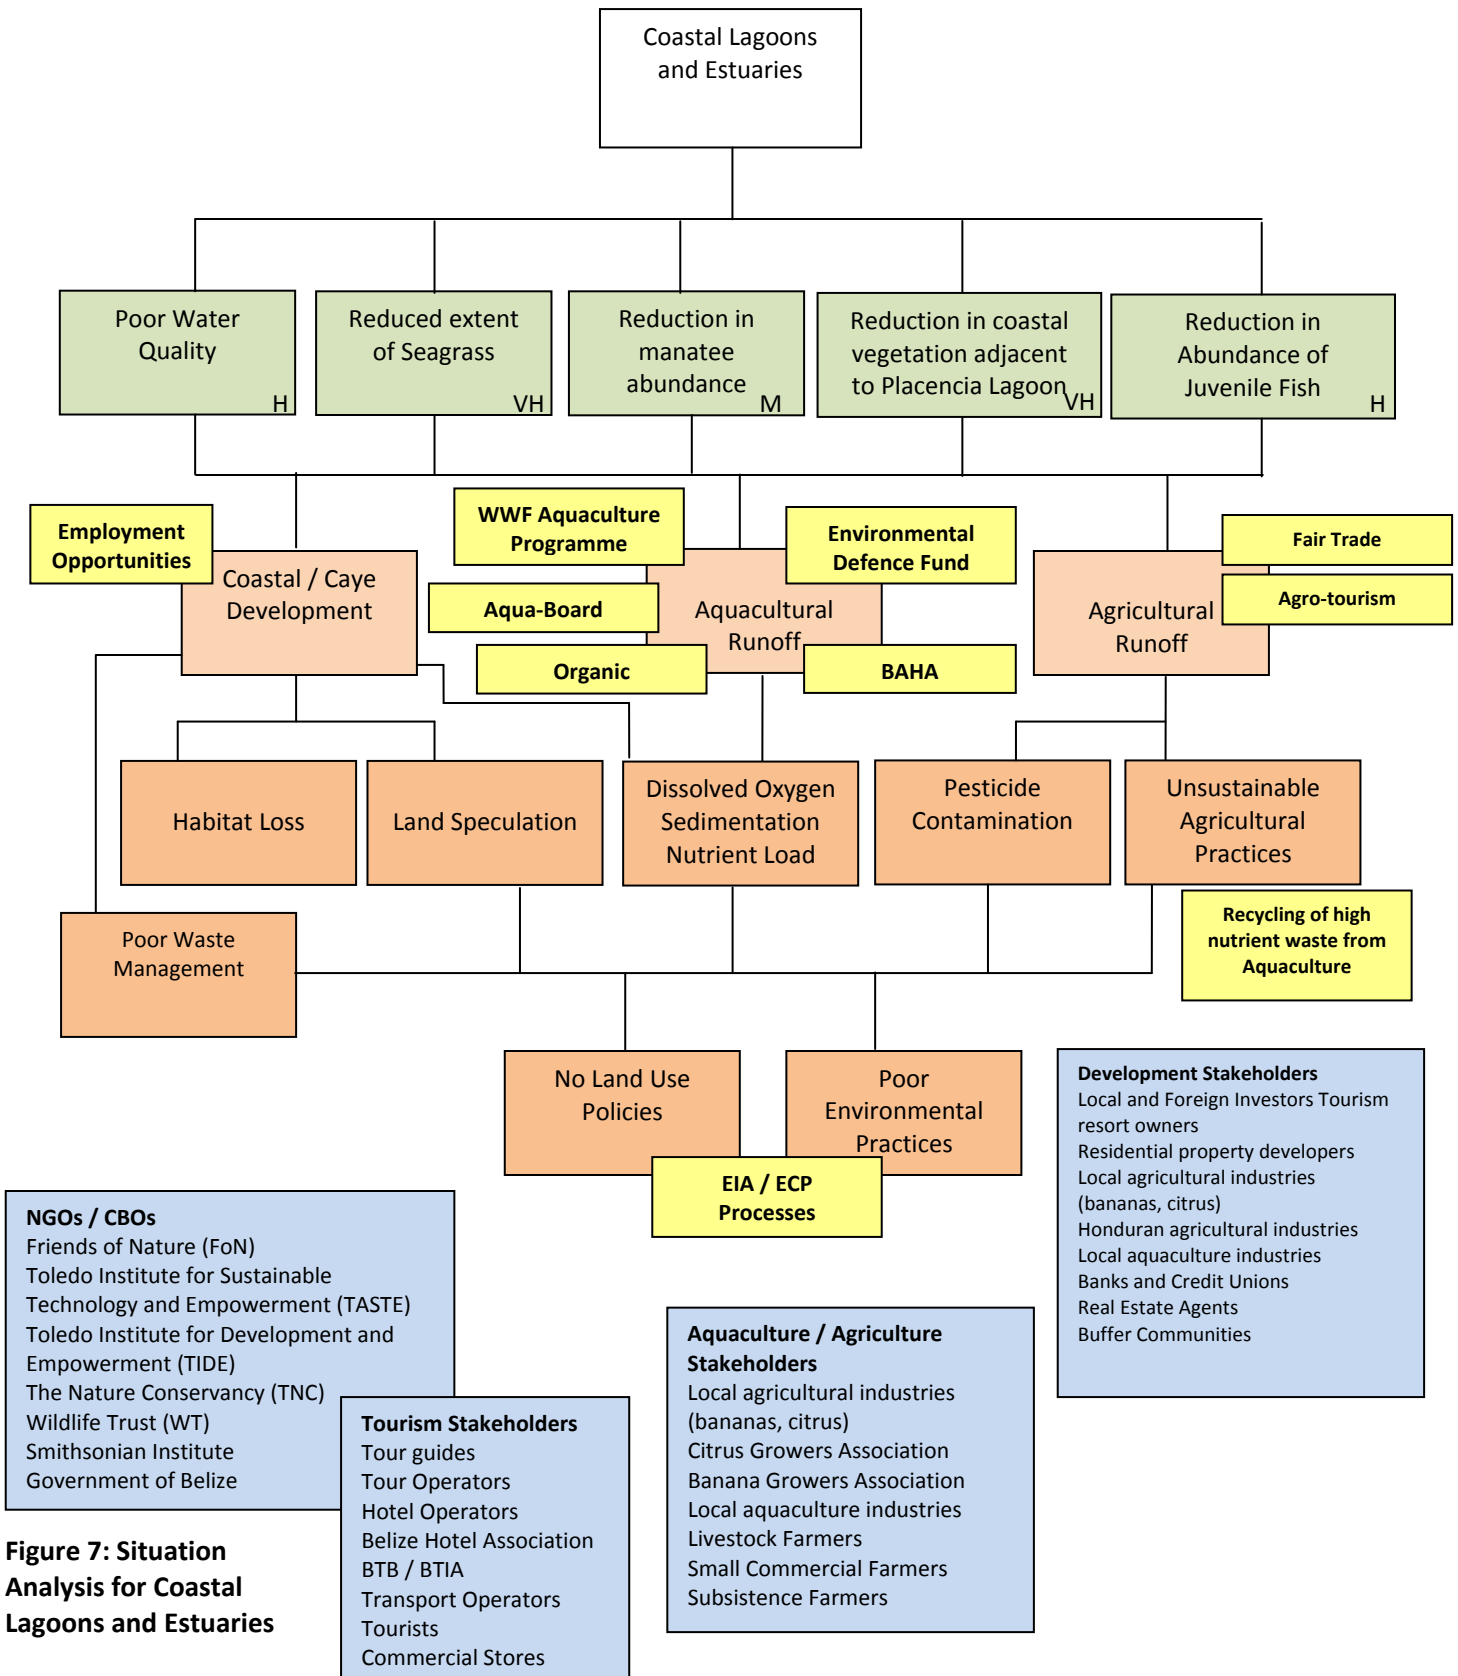 Coastal Lagoons
and Estuaries
Poor Water
Quality
H
Reduced extent
of Seagrass
VH
Reduction in
manatee
abundance
M
Reduction in coastal
vegetation adjacent
to Placencia Lagoon
VH
Reduction in
Abundance of
Juvenile Fish
H
Employment
Opportunities
Coastal / Caye
Development
WWF Aquaculture
Programme
Aqua-Board
Organic
Aquacultural
Runoff
Environmental
Defence Fund
BAHA
Agricultural
Runoff
Fair Trade
Agro-tourism
Habitat Loss
Land Speculation
Dissolved Oxygen
Sedimentation
Nutrient Load
Pesticide
Contamination
Unsustainable
Agricultural
Practices
Poor Waste
Management
Recycling of high
nutrient waste from
Aquaculture
No Land Use
Policies
Poor
Environmental
Practices
EIA / ECP
Processes
Development Stakeholders
Local and Foreign Investors Tourism
resort owners
Residential property developers
Local agricultural industries
(bananas, citrus)
Honduran agricultural industries
Local aquaculture industries
Banks and Credit Unions
Real Estate Agents
Buffer Communities
NGOs / CBOs
Friends of Nature (FoN)
Toledo Institute for Sustainable
Technology and Empowerment (TASTE)
Toledo Institute for Development and
Empowerment (TIDE)
The Nature Conservancy (TNC)
Wildlife Trust (WT)
Smithsonian Institute
Government of Belize
Tourism Stakeholders
Tour guides
Tour Operators
Hotel Operators
Belize Hotel Association
BTB / BTIA
Transport Operators
Tourists
Commercial Stores
Aquaculture / Agriculture
Stakeholders
Local agricultural industries
(bananas, citrus)
Citrus Growers Association
Banana Growers Association
Local aquaculture industries
Livestock Farmers
Small Commercial Farmers
Subsistence Farmers
Figure 7: Situation
Analysis for Coastal
Lagoons and Estuaries